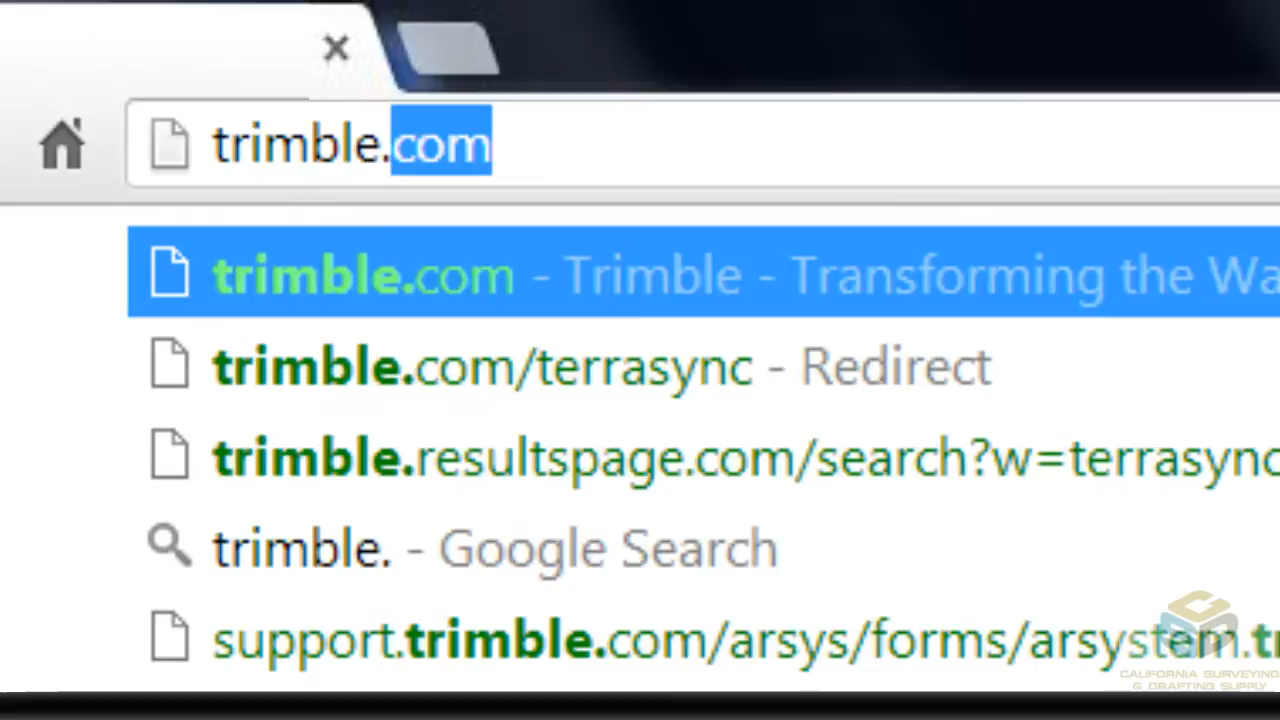 trimble.com
trimble.com - Trimble - Transforming the Wa
trimble.com/terrasync - Redirect
trimble.resultspage.com/search?w=terrasync
trimble. - Google Search
support.trimble.com/arsys/forms/arsystem.tr
CALIFORNIA SURVEYING
& DRAFTING SUPPLY